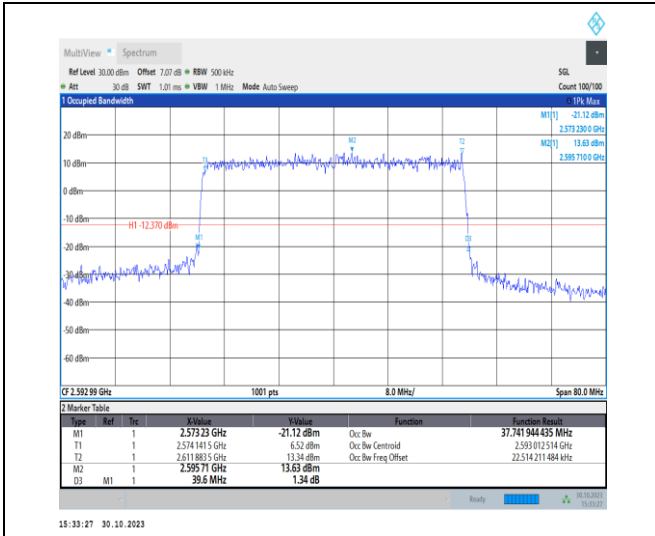 MultiView Spectrum
Ref Level 30.00 dBm Offset 7.07 dB RBW 500 kHz SGL
Att 30 dB SWT 1.01 ms VBW 1 MHz Mode Auto Sweep Count 100/100
1 Occupied Bandwidth 1Pk Max
M1[1] -21.12 dBm
2.573 230 0 GHz
M2[1] 13.63 dBm
2.595 710 0 GHz
20 dBm
M2
T2
T1
10 dBm
0 dBm
-10 dBm
H1 -12.370 dBm
M1
D3
-20 dBm
-30 dBm
-40 dBm
-50 dBm
-60 dBm
CF 2.592 99 GHz 1001 pts 8.0 MHz/ Span 80.0 MHz
2 Marker Table
Type Ref Trc X-Value Y-Value Function Function Result
M1 1 2.573 23 GHz -21.12 dBm Occ Bw 37.741 944 435 MHz
T1 1 2.574 141 5 GHz 6.52 dBm Occ Bw Centroid 2.593 012 514 GHz
T2 1 2.611 883 5 GHz 13.34 dBm Occ Bw Freq Offset 22.514 211 484 kHz
M2 1 2.595 71 GHz 13.63 dBm
D3 M1 1 39.6 MHz 1.34 dB
Ready 30.10.2023
15:33:27
15:33:27 30.10.2023